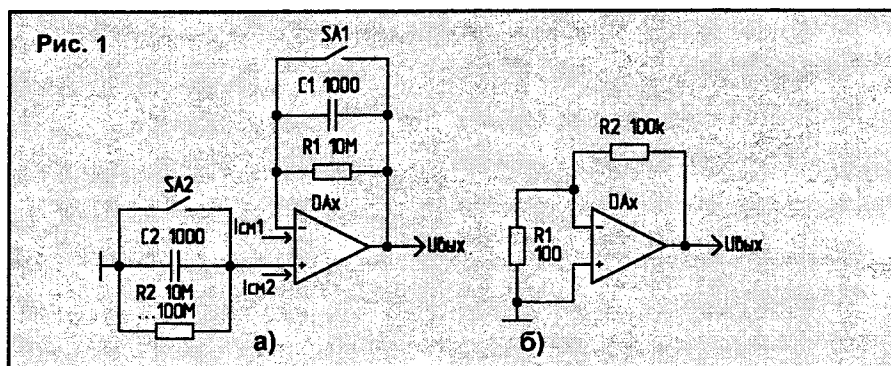 Рис. 1
SA1
C1 1000
R1 10M
DAx
SA2
C2 1000
R2 10M
...100M
Iсм1
Iсм2
−
+
Uвых
а)
R2 100k
DAx
R1
100
−
+
Uвых
б)